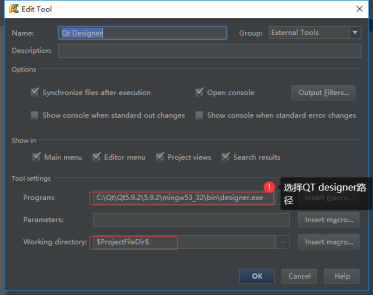 Edit Tool
Name: Qt Designer Group: External Tools
Description:
Options
Synchronize files after execution Open console Output Filters...
Show console when standard out changes Show console when standard error changes
Show in
Main menu Editor menu Project views Search results
Tool settings
1 选择QT designer路径
Program: C:\Qt\Qt5.9.2\5.9.2\mingw53_32\bin\designer.exe Insert macro...
Parameters: Insert macro...
Working directory: $ProjectFileDir$ ... Insert macro...
OK Cancel Help